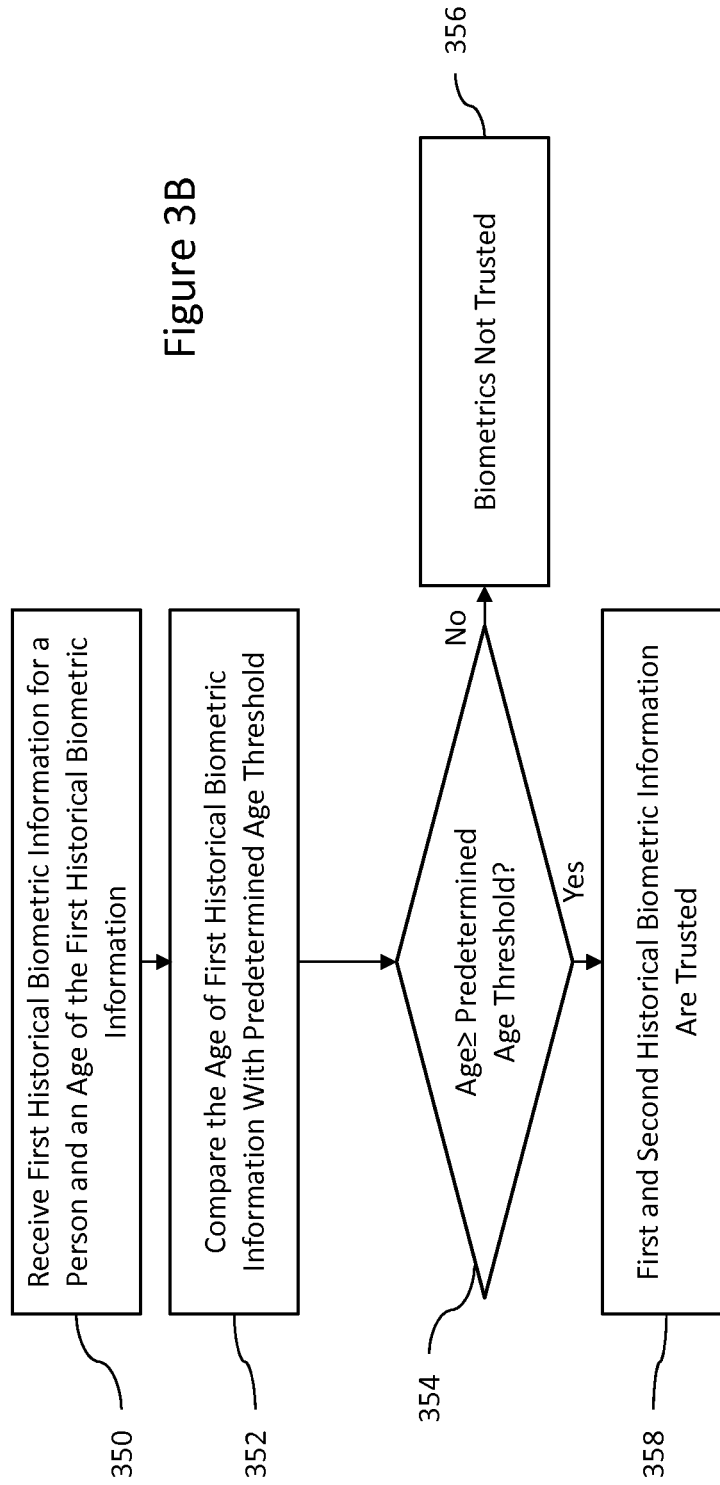 Figure 3B
350
Receive First Historical Biometric Information for a
Person and an Age of the First Historical Biometric
Information
352
Compare the Age of First Historical Biometric
Information With Predetermined Age Threshold
354
Age≥ Predetermined
Age Threshold?
No
Biometrics Not Trusted
356
Yes
358
First and Second Historical Biometric Information
Are Trusted